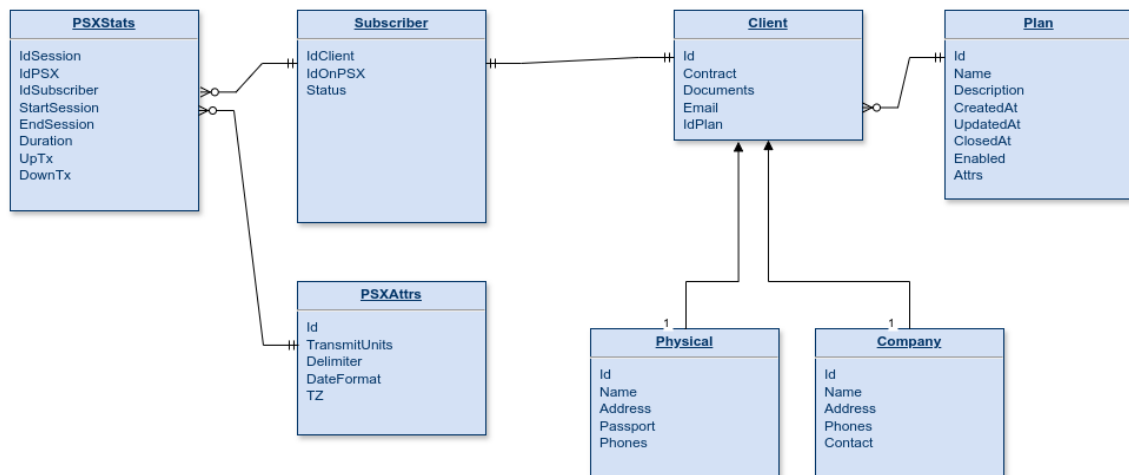 PSXStats
IdSession
IdPSX
IdSubscriber
StartSession
EndSession
Duration
UpTx
DownTx
Subscriber
IdClient
IdOnPSX
Status
Client
Id
Contract
Documents
Email
IdPlan
Plan
Id
Name
Description
CreatedAt
UpdatedAt
ClosedAt
Enabled
Attrs
PSXAttrs
Id
TransmitUnits
Delimiter
DateFormat
TZ
1
Physical
Id
Name
Address
Passport
Phones
1
Company
Id
Name
Address
Phones
Contact